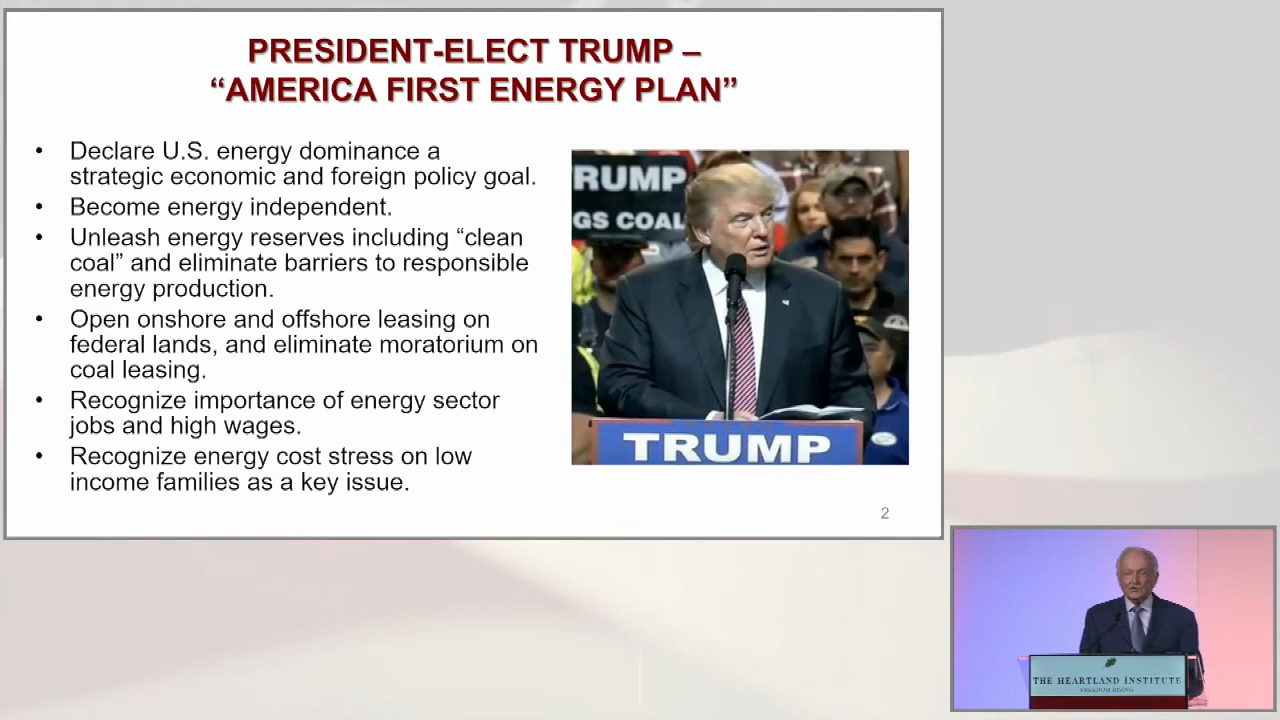 PRESIDENT-ELECT TRUMP –
“AMERICA FIRST ENERGY PLAN”
• Declare U.S. energy dominance a
strategic economic and foreign policy goal.
• Become energy independent.
• Unleash energy reserves including “clean
coal” and eliminate barriers to responsible
energy production.
• Open onshore and offshore leasing on
federal lands, and eliminate moratorium on
coal leasing.
• Recognize importance of energy sector
jobs and high wages.
• Recognize energy cost stress on low
income families as a key issue.
RUMP
GS COAL
TRUMP
2
THE HEARTLAND INSTITUTE
FREEDOM RISING